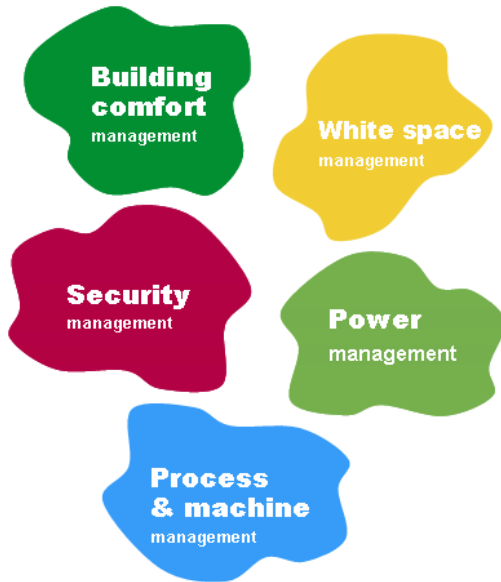 Building
comfort
management
White space
management
Security
management
Power
management
Process
& machine
management